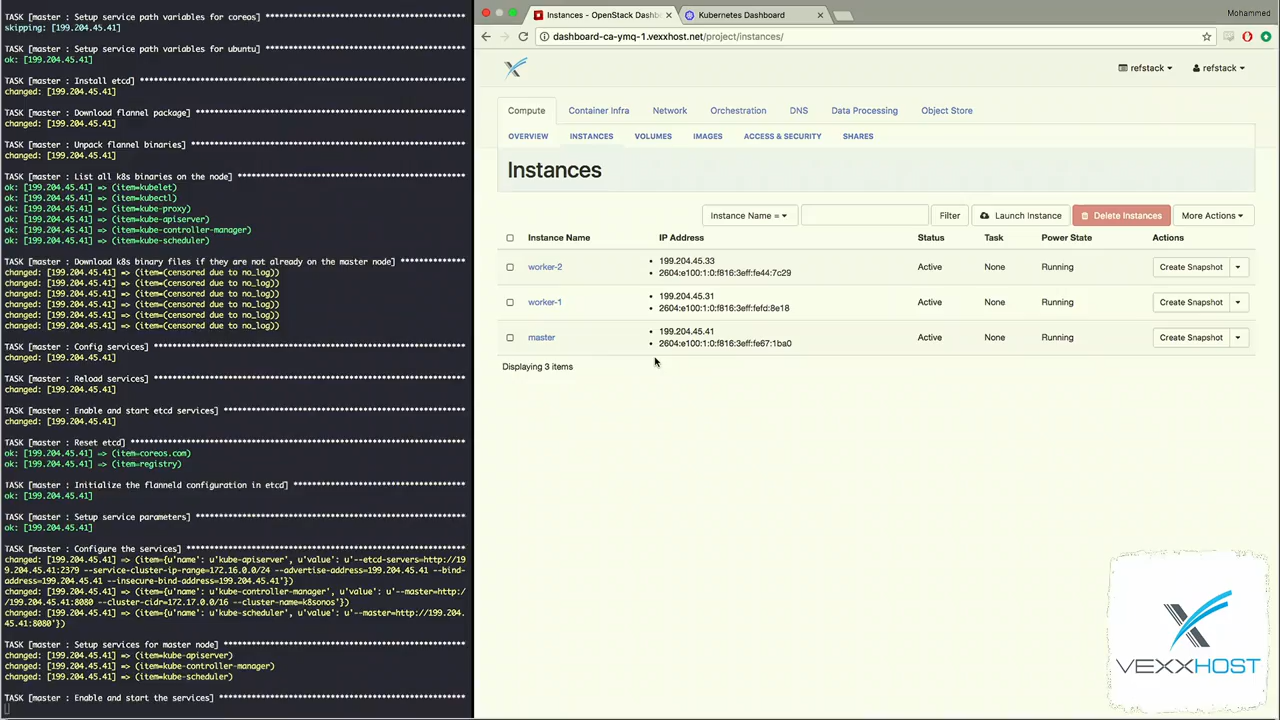 TASK [master : Setup service path variables for coreos] ***************************************
skipping: [199.204.45.41]
TASK [master : Setup service path variables for ubuntu] ***************************************
ok: [199.204.45.41]
TASK [master : Install etcd] ******************************************************************
changed: [199.204.45.41]
TASK [master : Download flannel package] ******************************************************
changed: [199.204.45.41]
TASK [master : Unpack flannel binaries] *******************************************************
changed: [199.204.45.41]
TASK [master : List all k8s binaries on the node] *********************************************
ok: [199.204.45.41] => (item=kubelet)
ok: [199.204.45.41] => (item=kubectl)
ok: [199.204.45.41] => (item=kube-proxy)
ok: [199.204.45.41] => (item=kube-apiserver)
ok: [199.204.45.41] => (item=kube-controller-manager)
ok: [199.204.45.41] => (item=kube-scheduler)
TASK [master : Download k8s binary files if they are not already on the master node] *************
changed: [199.204.45.41] => (item=(censored due to no_log))
changed: [199.204.45.41] => (item=(censored due to no_log))
changed: [199.204.45.41] => (item=(censored due to no_log))
changed: [199.204.45.41] => (item=(censored due to no_log))
changed: [199.204.45.41] => (item=(censored due to no_log))
changed: [199.204.45.41] => (item=(censored due to no_log))
TASK [master : Config services] ***************************************************************
changed: [199.204.45.41]
TASK [master : Reload services] ***************************************************************
changed: [199.204.45.41]
TASK [master : Enable and start etcd services] ************************************************
changed: [199.204.45.41]
TASK [master : Reset etcd] ********************************************************************
ok: [199.204.45.41] => (item=coreos.com)
ok: [199.204.45.41] => (item=registry)
TASK [master : Initialize the flanneld configuration in etcd] *********************************
ok: [199.204.45.41]
TASK [master : Setup service parameters] ******************************************************
ok: [199.204.45.41]
TASK [master : Configure the services] ********************************************************
changed: [199.204.45.41] => (item={u'name': u'kube-apiserver', u'value': u'--etcd-servers=http://19
9.204.45.41:2379 --service-cluster-ip-range=172.16.0.0/24 --advertise-address=199.204.45.41 --bind-
address=199.204.45.41 --insecure-bind-address=199.204.45.41'})
changed: [199.204.45.41] => (item={u'name': u'kube-controller-manager', u'value': u'--master=http:/
/199.204.45.41:8080 --cluster-cidr=172.17.0.0/16 --cluster-name=k8sonos'})
changed: [199.204.45.41] => (item={u'name': u'kube-scheduler', u'value': u'--master=http://199.204.
45.41:8080'})
TASK [master : Setup services for master node] ************************************************
changed: [199.204.45.41] => (item=kube-apiserver)
changed: [199.204.45.41] => (item=kube-controller-manager)
changed: [199.204.45.41] => (item=kube-scheduler)
TASK [master : Enable and start the services] *************************************************
Instances - OpenStack Dashb
Kubernetes Dashboard
Mohammed
dashboard-ca-ymq-1.vexxhost.net/project/instances/
refstack
refstack
Compute
Container Infra
Network
Orchestration
DNS
Data Processing
Object Store
OVERVIEW
INSTANCES
VOLUMES
IMAGES
ACCESS & SECURITY
SHARES
Instances
Instance Name =
Filter
Launch Instance
Delete Instances
More Actions
Instance Name
IP Address
Status
Task
Power State
Actions
worker-2
199.204.45.33
2604:e100:1:0:f816:3eff:fe44:7c29
Active
None
Running
Create Snapshot
worker-1
199.204.45.31
2604:e100:1:0:f816:3eff:fefd:8e18
Active
None
Running
Create Snapshot
master
199.204.45.41
2604:e100:1:0:f816:3eff:fe67:1ba0
Active
None
Running
Create Snapshot
Displaying 3 items
VEXXHOST